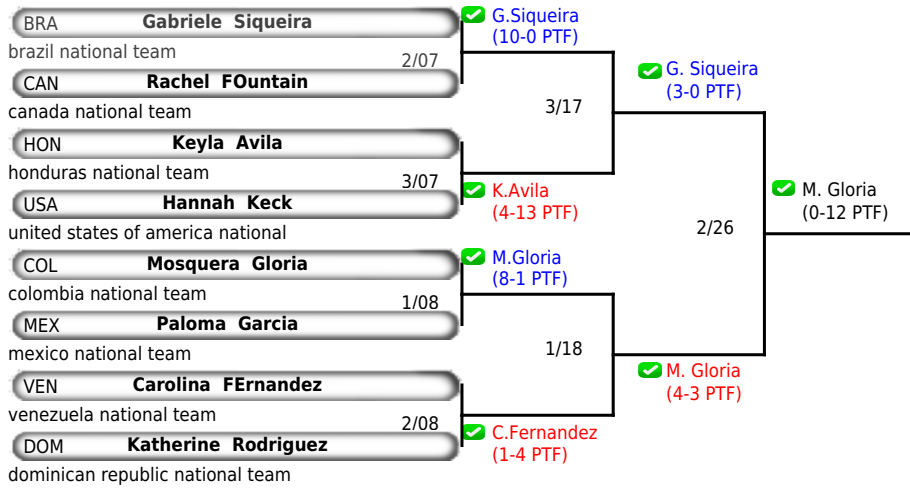 BRA Gabriele Siqueira
brazil national team
2/07
CAN Rachel FOuntain
canada national team
HON Keyla Avila
honduras national team
3/07
USA Hannah Keck
united states of america national
COL Mosquera Gloria
colombia national team
1/08
MEX Paloma Garcia
mexico national team
VEN Carolina FErnandez
venezuela national team
2/08
DOM Katherine Rodriguez
dominican republic national team
G.Siqueira
(10-0 PTF)
3/17
K.Avila
(4-13 PTF)
M.Gloria
(8-1 PTF)
1/18
C.Fernandez
(1-4 PTF)
G. Siqueira
(3-0 PTF)
2/26
M. Gloria
(4-3 PTF)
M. Gloria
(0-12 PTF)